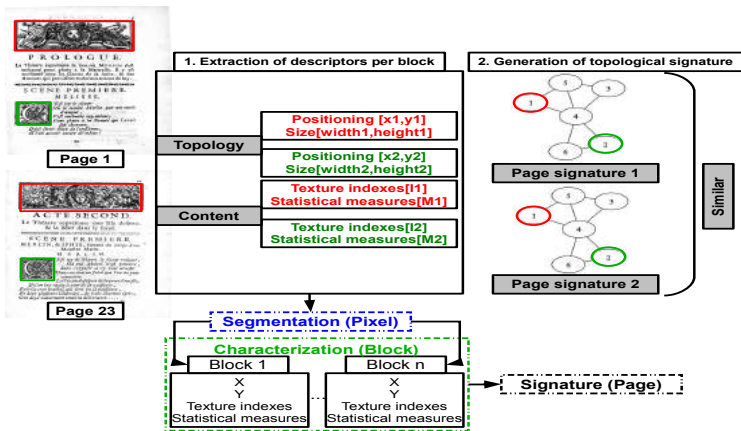 PROLOGUE.
SCENE PREMIERE.
MELISSE.
Page 1
ACTE SECOND.
SCENE PREMIERE.
Page 23
1. Extraction of descriptors per block
Positioning [x1,y1]
Size[width1,height1]
Topology
Positioning [x2,y2]
Size[width2,height2]
Texture indexes[I1]
Statistical measures[M1]
Content
Texture indexes[I2]
Statistical measures[M2]
2. Generation of topological signature
5
3
1
4
2
6
Page signature 1
5
3
1
4
2
6
Page signature 2
Similar
Segmentation (Pixel)
Characterization (Block)
Block 1
X
Y
Texture indexes
Statistical measures
....
Block n
X
Y
Texture indexes
Statistical measures
Signature (Page)